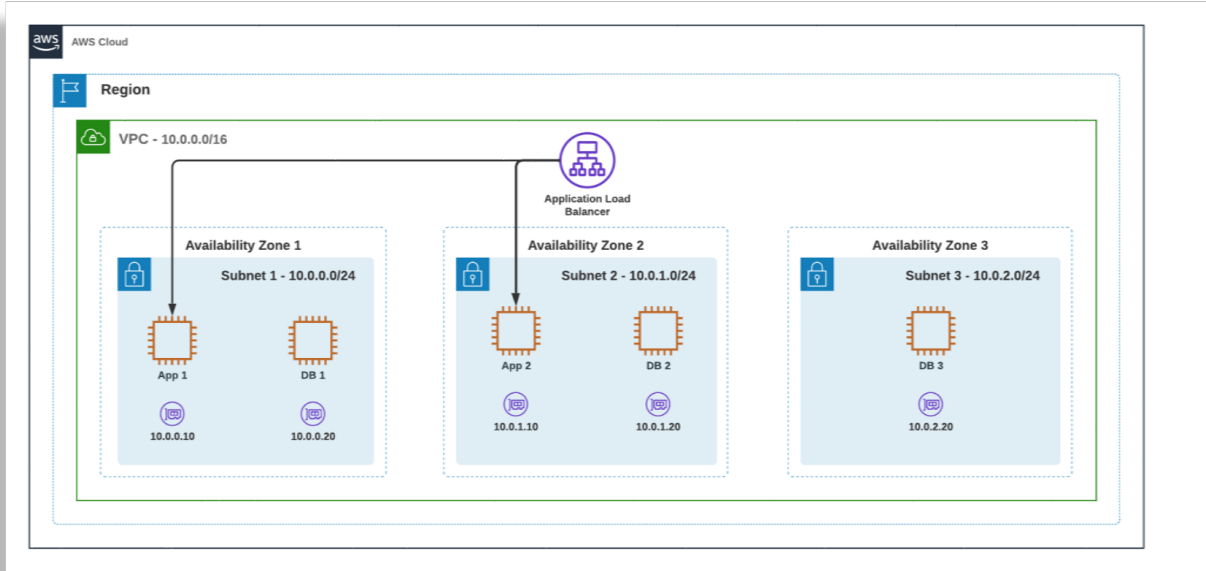 aws
AWS Cloud
Region
VPC - 10.0.0.0/16
Application Load
Balancer
Availability Zone 1
Subnet 1 - 10.0.0.0/24
App 1
DB 1
10.0.0.10
10.0.0.20
Availability Zone 2
Subnet 2 - 10.0.1.0/24
App 2
DB 2
10.0.1.10
10.0.1.20
Availability Zone 3
Subnet 3 - 10.0.2.0/24
DB 3
10.0.2.20